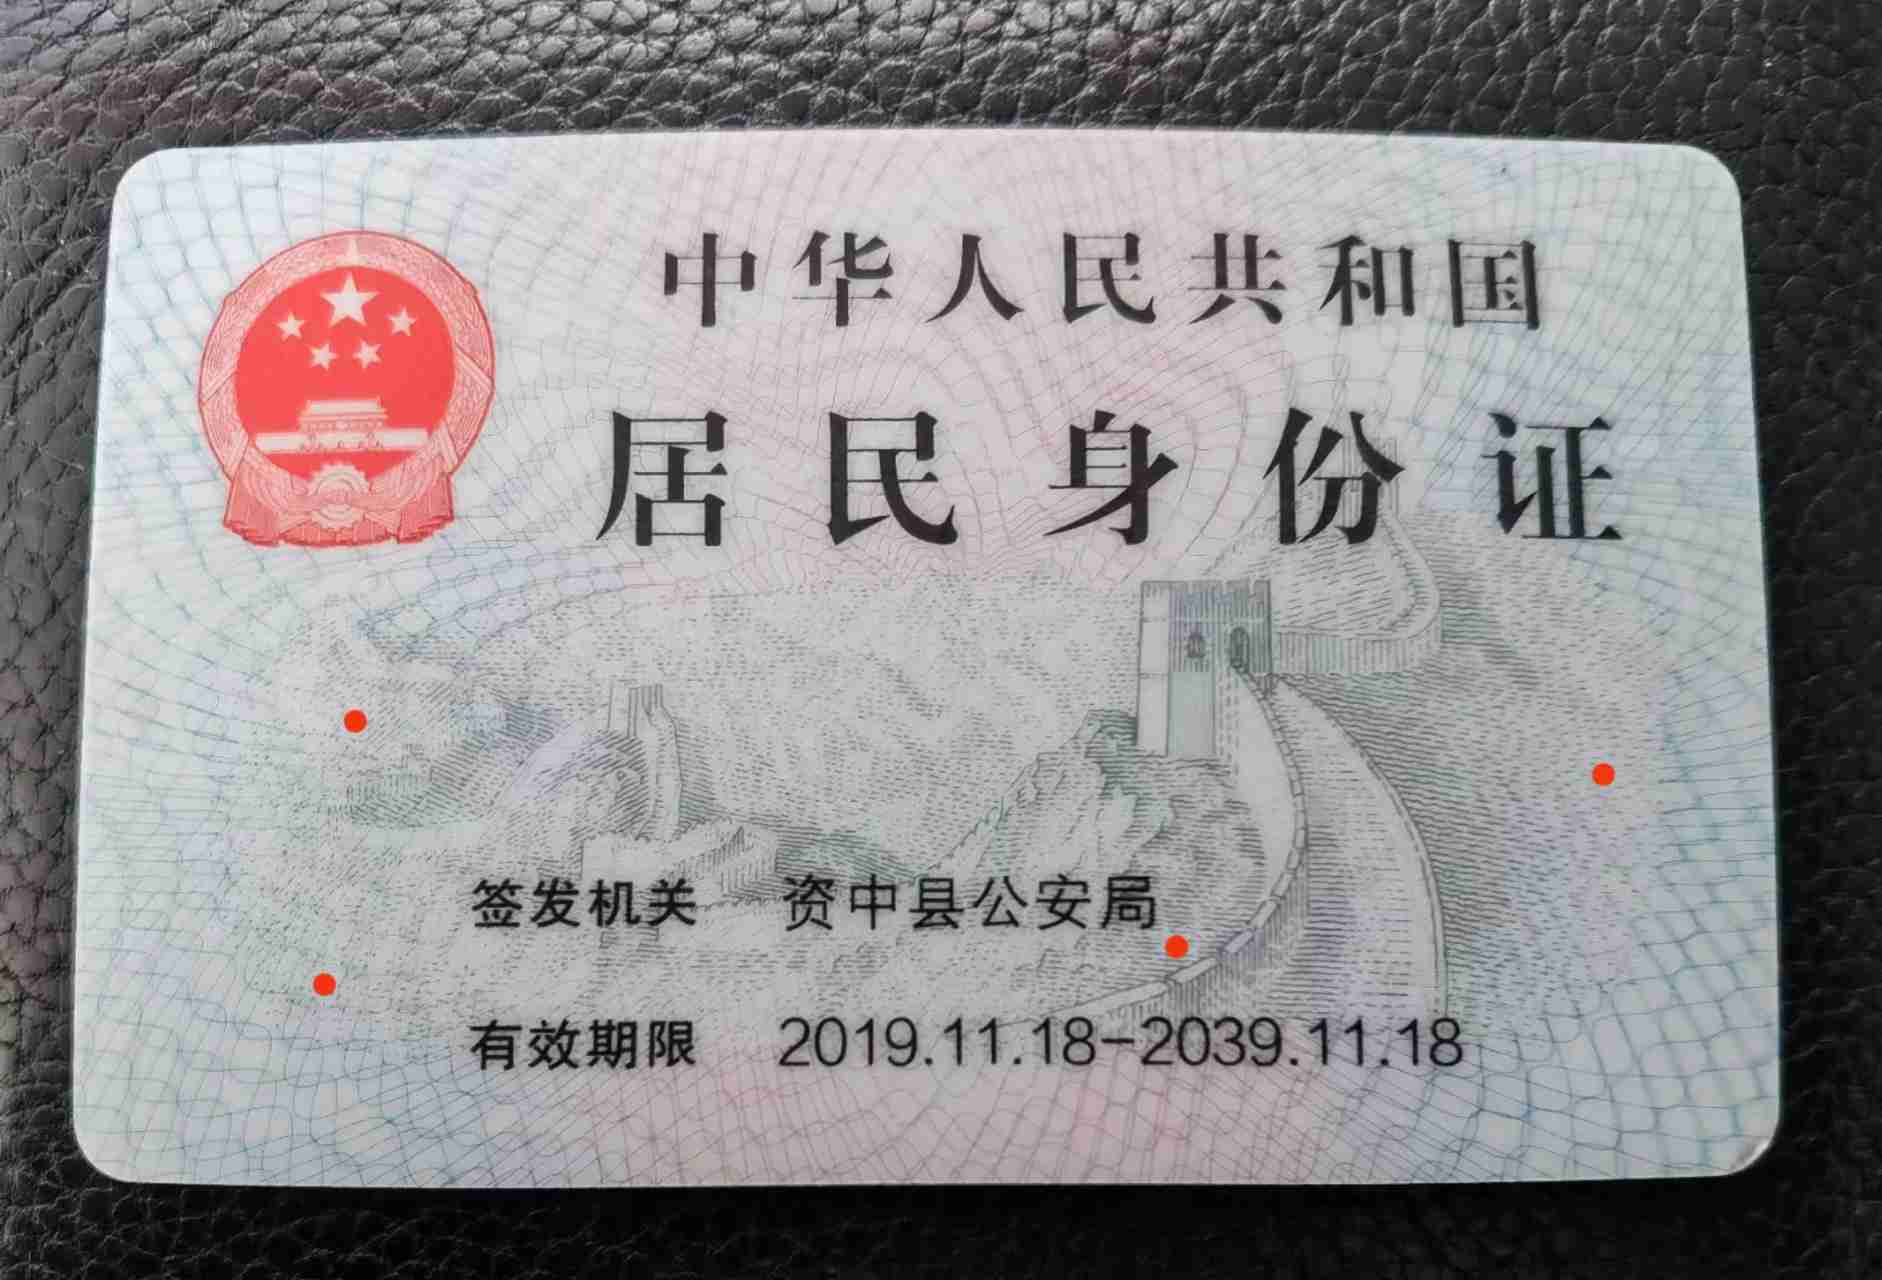 中华人民共和国
居民身份证
签发机关 资中县公安局
有效期限 2019.11.18-2039.11.18